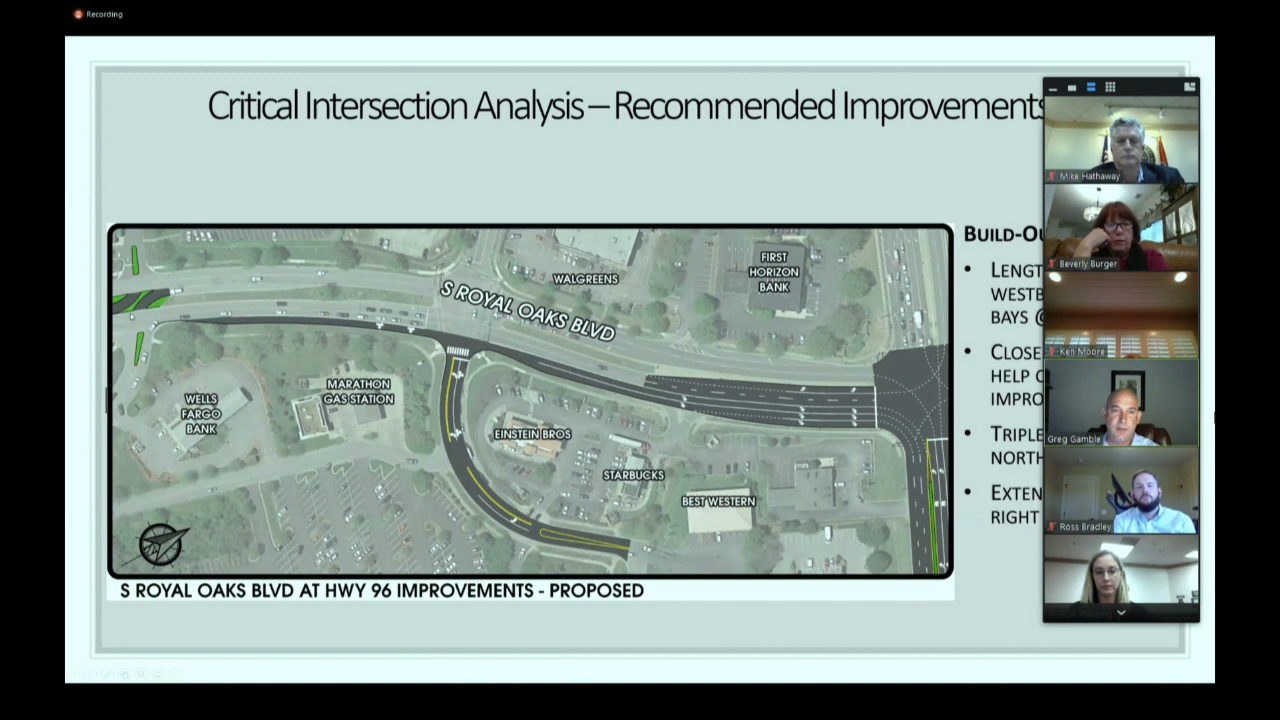 Recording
Critical Intersection Analysis – Recommended Improvements
WALGREENS
FIRST
HORIZON
BANK
S ROYAL OAKS BLVD
MARATHON
GAS STATION
WELLS
FARGO
BANK
EINSTEIN BROS
STARBUCKS
BEST WESTERN
S ROYAL OAKS BLVD AT HWY 96 IMPROVEMENTS - PROPOSED
BUILD-OU
• LENGT
WESTB
BAYS @
• CLOSE
HELP
IMPRO
• TRIPLE
NORTH
• EXTEN
RIGHT
Mike Hathaway
Beverly Burger
Ken Moore
Greg Gamble
Ross Bradley